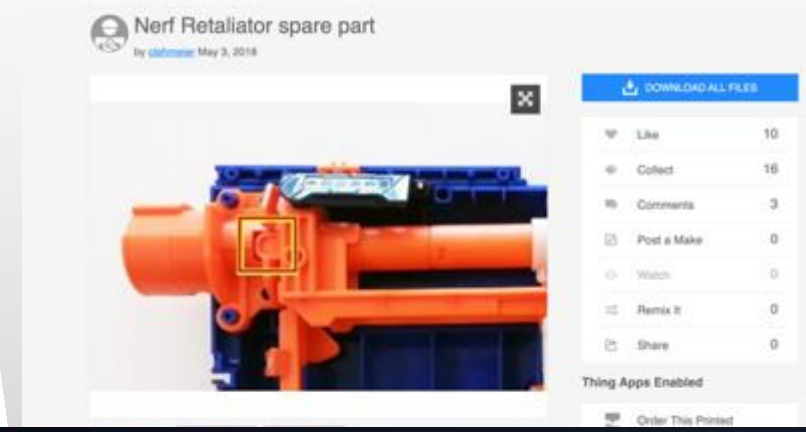 Nerf Retaliator spare part
by clehmeier May 3, 2018
DOWNLOAD ALL FILES
Like 10
Collect 16
Comments 3
Post a Make 0
Watch 0
Remix It 0
Share 0
Thing Apps Enabled
Order This Printed